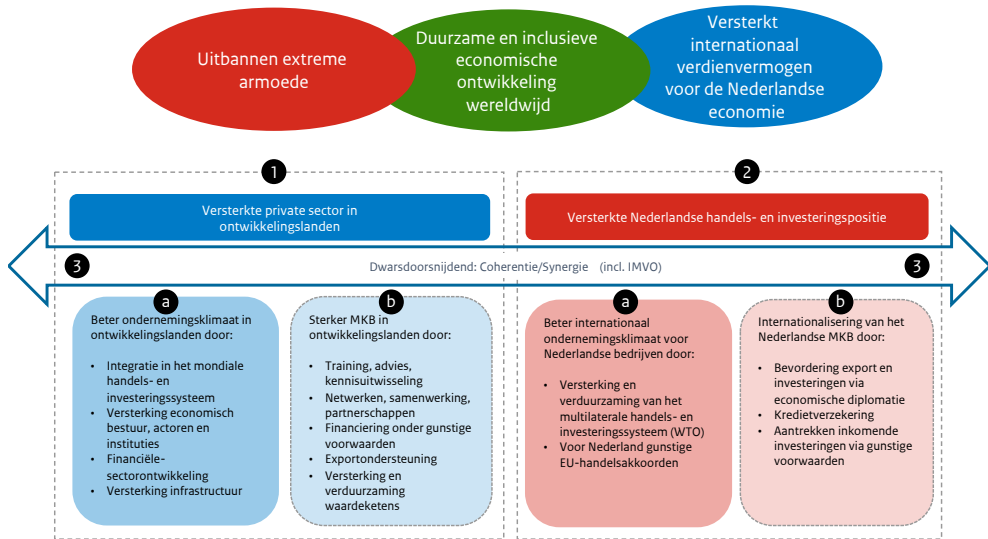 Uitbannen extreme
armoede
Duurzame en inclusieve
economische
ontwikkeling
wereldwijd
Versterkt
internationaal
verdienvermogen
voor de Nederlandse
economie
1
2
Versterkte private sector in
ontwikkelingslanden
Versterkte Nederlandse handels- en investeringspositie
3
Dwarsdoorsnijdend: Coherentie/Synergie (incl. IMVO)
3
a
Beter ondernemingsklimaat in
ontwikkelingslanden door:
• Integratie in het mondiale
handels- en
investeringssysteem
• Versterking economisch
bestuur, actoren en
instituties
• Financiële-
sectorontwikkeling
• Versterking infrastructuur
b
Sterker MKB in
ontwikkelingslanden door:
• Training, advies,
kennisuitwisseling
• Netwerken, samenwerking,
partnerschappen
• Financiering onder gunstige
voorwaarden
• Exportondersteuning
• Versterking en
verduurzaming
waardeketens
a
Beter internationaal
ondernemingsklimaat voor
Nederlandse bedrijven door:
• Versterking en
verduurzaming van het
multilaterale handels- en
investeringssysteem (WTO)
• Voor Nederland gunstige
EU-handelsakkoorden
b
Internationalisering van het
Nederlandse MKB door:
• Bevordering export en
investeringen via
economische diplomatie
• Kredietverzekering
• Aantrekken inkomende
investeringen via gunstige
voorwaarden